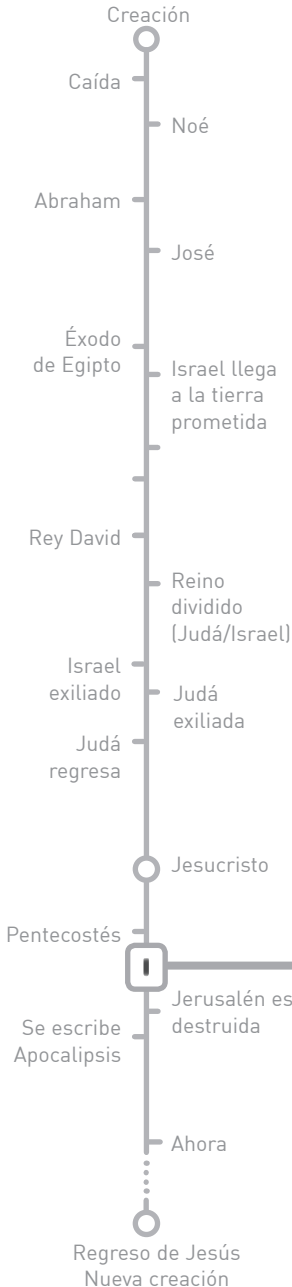 Creación
Caída
Noé
Abraham
José
Éxodo
de Egipto
Israel llega
a la tierra
prometida
Rey David
Reino
dividido
(Judá/Israel)
Israel
exiliado
Judá
exiliada
Judá
regresa
Jesucristo
Pentecostés
Jerusalén es
destruida
Se escribe
Apocalipsis
Ahora
Regreso de Jesús
Nueva creación